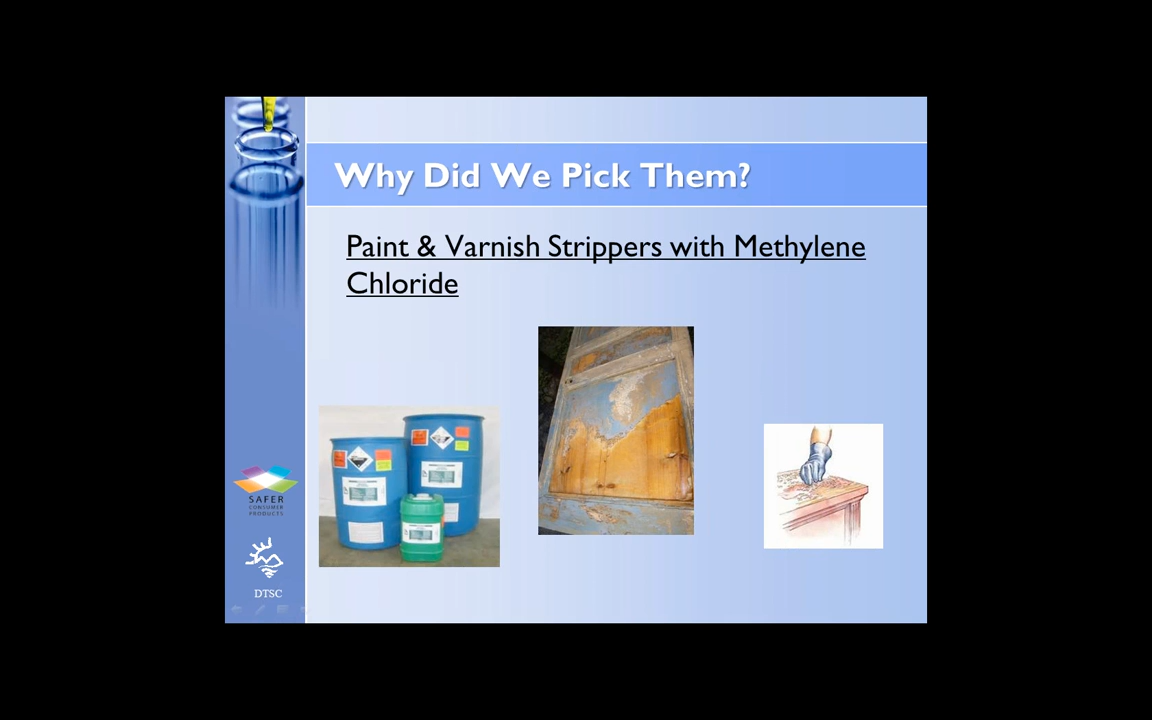 Why Did We Pick Them?
Paint & Varnish Strippers with Methylene
Chloride
SAFER
CONSUMER
PRODUCTS
DTSC